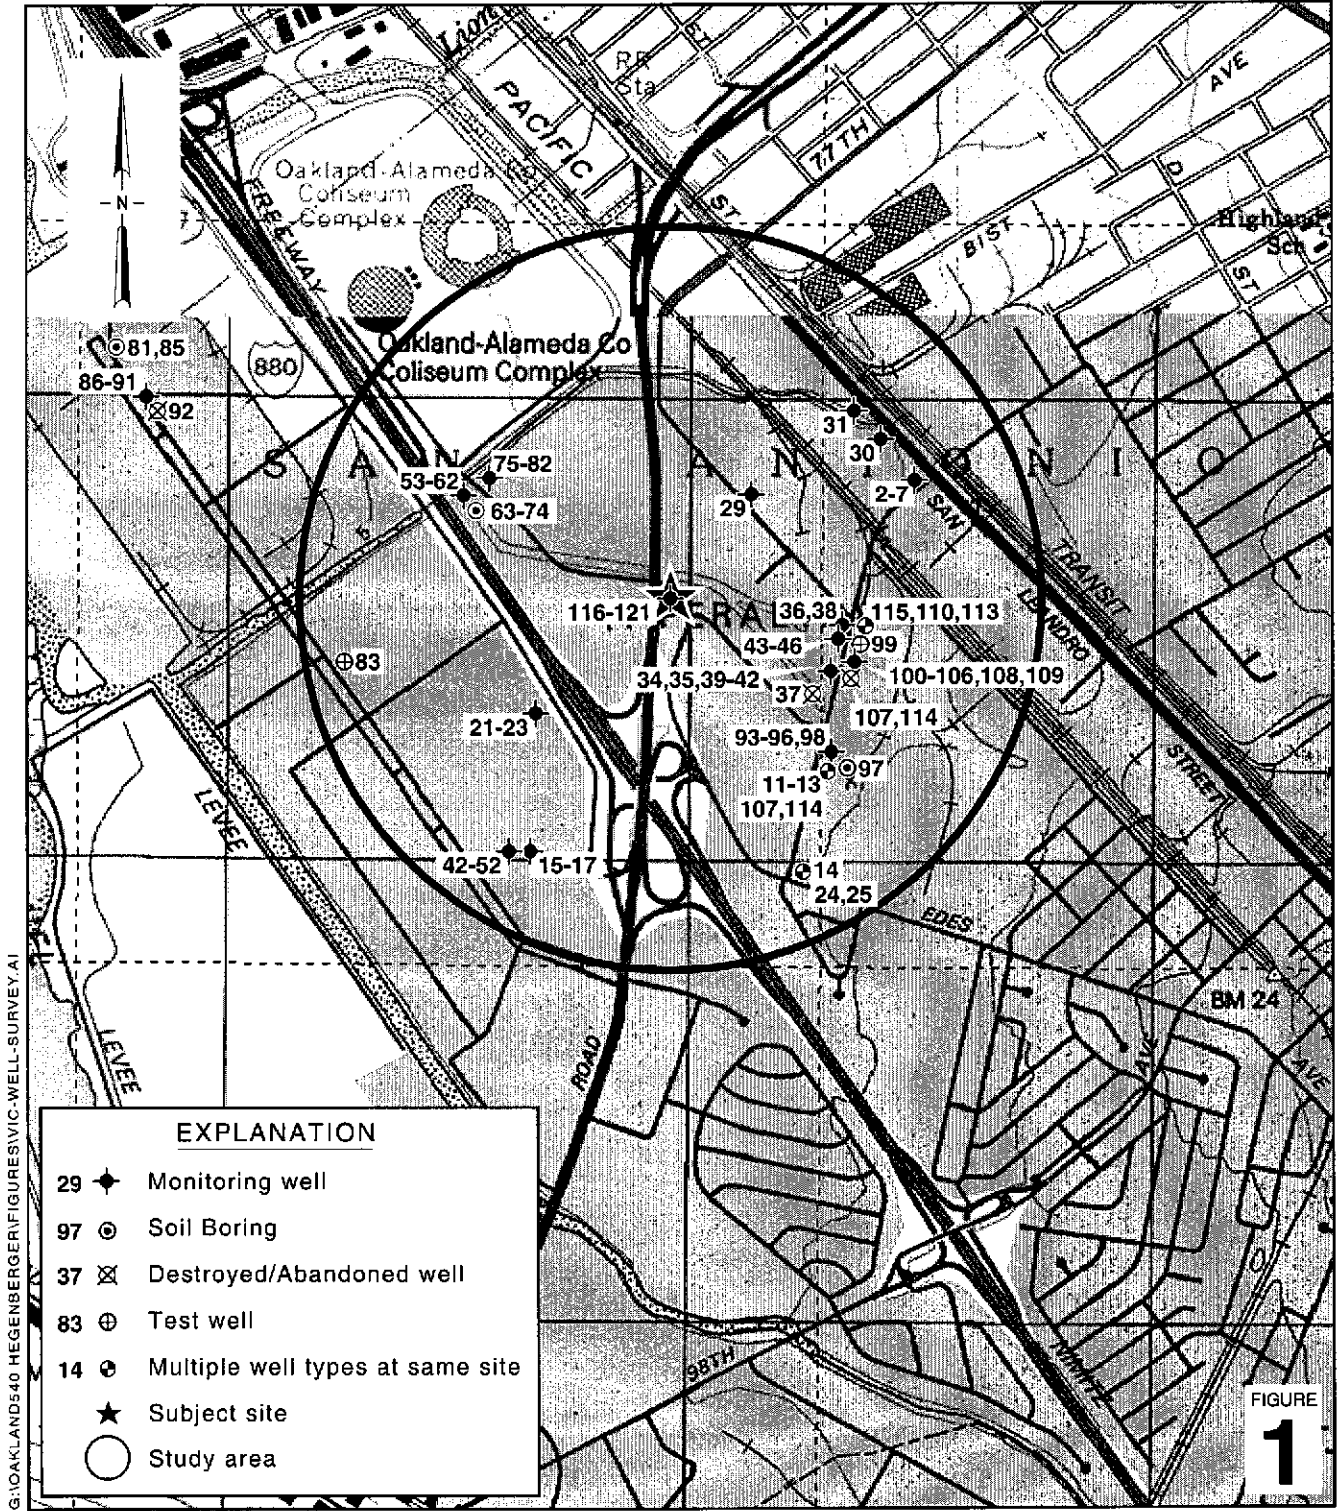 Lion
PACIFIC
RR
Sta
ST
AVE
77TH
D
ST
Oakland-Alameda Co
Coliseum
Complex
N
FREEWAY
81ST
Highland
Sch
ST
Oakland-Alameda Co
Coliseum Complex
880
81,85
86-91
92
31
30
SAN ANTONIO
75-82
53-62
63-74
2-7
29
SAN
LEANDRO
STREET
TRANSIT
5
116-121
36,38
115,110,113
43-46
99
34,35,39-42
100-106,108,109
37
107,114
83
21-23
93-96,98
97
11-13
107,114
42-52
15-17
14
24,25
LEVEE
EDES
AVE
BM 24
ROAD
AVE
LEVEE
98TH
NIMITZ
EXPLANATION
29 Monitoring well
97 Soil Boring
37 Destroyed/Abandoned well
83 Test well
14 Multiple well types at same site
Subject site
Study area
FIGURE
1
G:\OAKLAND540 HEGENBERGER\FIGURES\VIC-WELL-SURVEY.AI